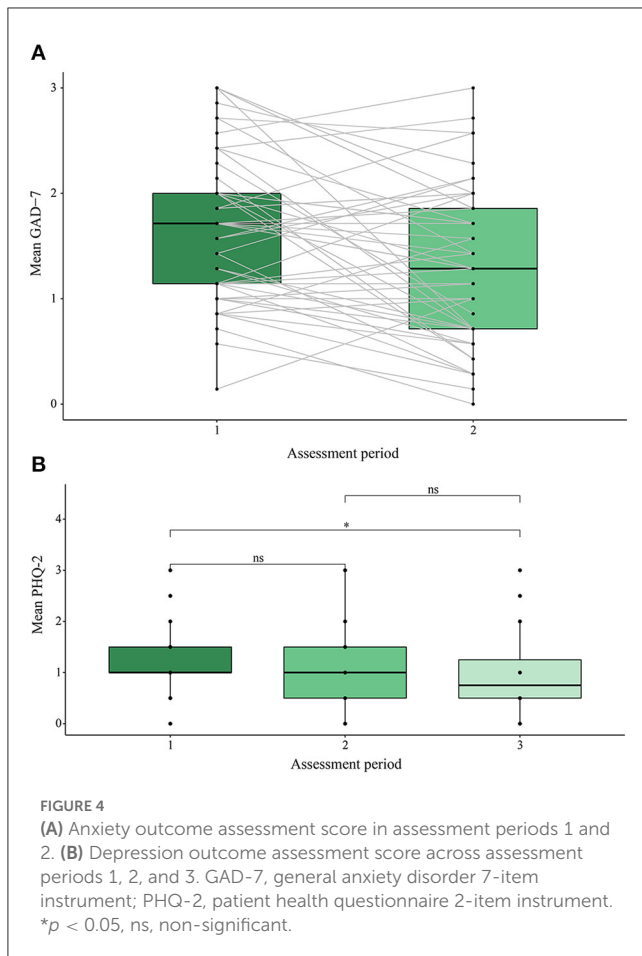 A
3
2
1
0
Mean GAD-7
1
2
Assessment period
B
ns
*
ns
4
3
2
1
0
Mean PHQ-2
1
2
3
Assessment period
FIGURE 4
(A) Anxiety outcome assessment score in assessment periods 1 and
2. (B) Depression outcome assessment score across assessment
periods 1, 2, and 3. GAD-7, general anxiety disorder 7-item
instrument; PHQ-2, patient health questionnaire 2-item instrument.
*p < 0.05, ns, non-significant.